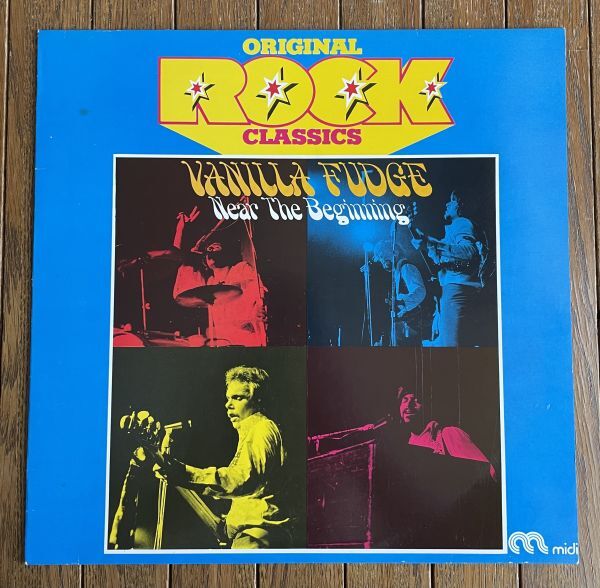 ORIGINAL
ROCK
CLASSICS
VANILLA FUDGE
Near The Beginning
midi